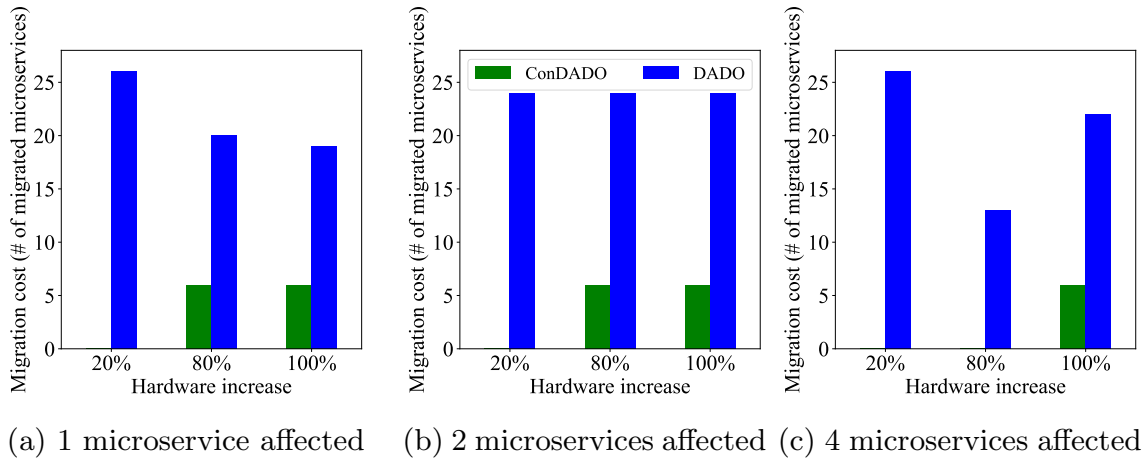 Migration cost (# of migrated microservices)
25
20
15
10
5
0
20%
80%
100%
Hardware increase
(a) 1 microservice affected
Migration cost (# of migrated microservices)
ConDADO
DADO
25
20
15
10
5
0
20%
80%
100%
Hardware increase
(b) 2 microservices affected
Migration cost (# of migrated microservices)
25
20
15
10
5
0
20%
80%
100%
Hardware increase
(c) 4 microservices affected